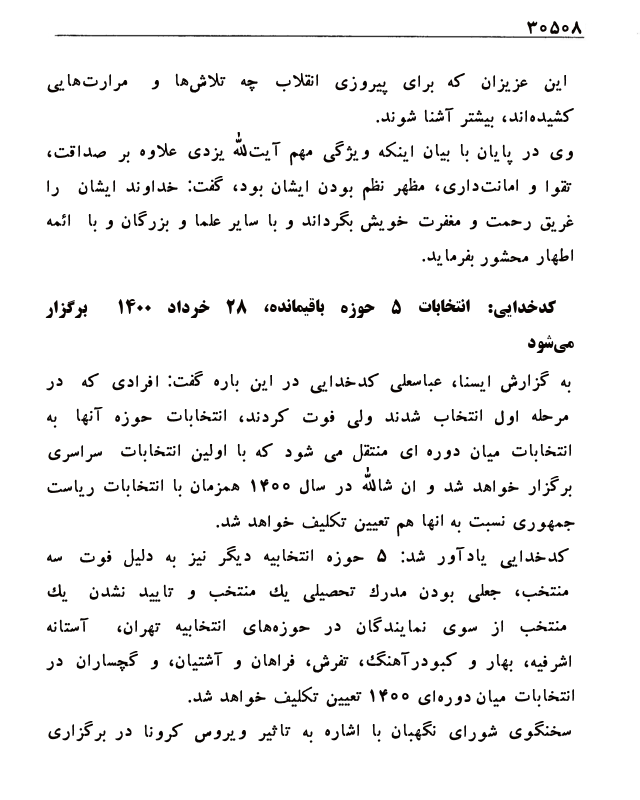 ۳۰۵۰۸
این عزیزان که برای پیروزی انقلاب چه تلاش‌ها و مرارت‌هایی
کشیده‌اند، بیشتر آشنا شوند.
وی در پایان با بیان اینکه ویژگی مهم آیت‌الله یزدی علاوه بر صداقت،
تقوا و امانت‌داری، مظهر نظم بودن ایشان بود، گفت: خداوند ایشان را
غریق رحمت و مغفرت خویش بگرداند و با سایر علما و بزرگان و با ائمه
اطهار محشور بفرماید.
کدخدایی: انتخابات ۵ حوزه باقیمانده، ۲۸ خرداد ۱۴۰۰ برگزار
می‌شود
به گزارش ایسنا، عباسعلی کدخدایی در این باره گفت: افرادی که در
مرحله اول انتخاب شدند ولی فوت کردند، انتخابات حوزه آنها به
انتخابات میان دوره ای منتقل می شود که با اولین انتخابات سراسری
برگزار خواهد شد و ان شالله در سال ۱۴۰۰ همزمان با انتخابات ریاست
جمهوری نسبت به انها هم تعیین تکلیف خواهد شد.
کدخدایی یادآور شد: ۵ حوزه انتخابیه دیگر نیز به دلیل فوت سه
منتخب، جعلی بودن مدرک تحصیلی یك منتخب و تایید نشدن یك
منتخب از سوی نمایندگان در حوزه‌های انتخابیه تهران، آستانه
اشرفیه، بهار و کبودرآهنگ، تفرش، فراهان و آشتیان، و گچساران در
انتخابات میان دوره‌ای ۱۴۰۰ تعیین تکلیف خواهد شد.
سخنگوی شورای نگهبان با اشاره به تاثیر ویروس کرونا در برگزاری